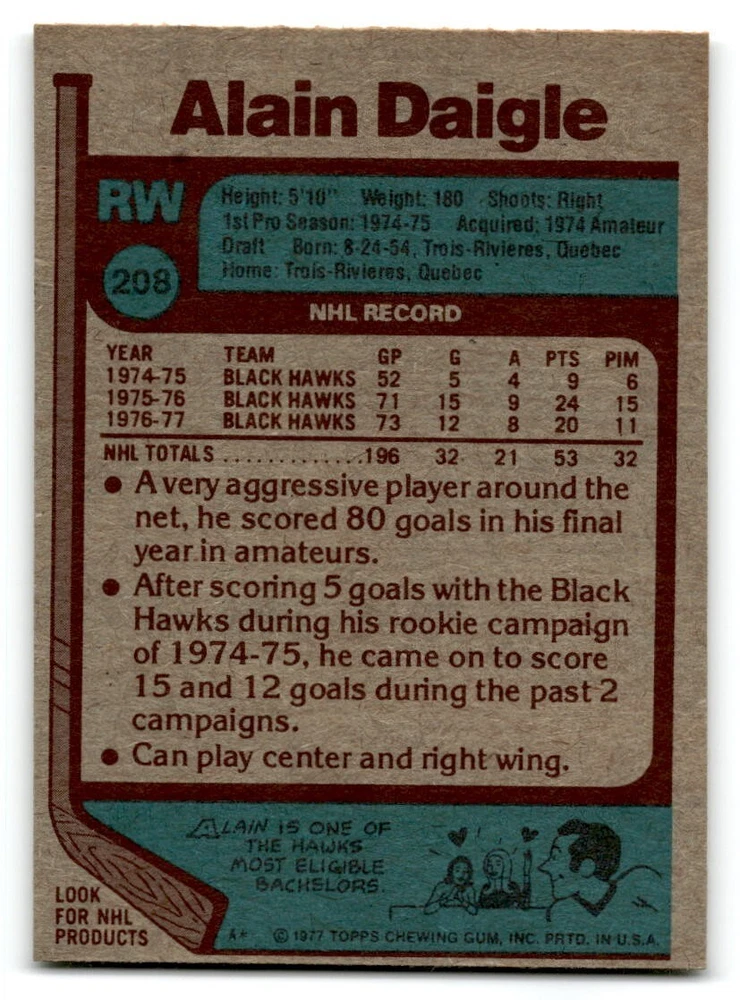 Alain Daigle
RW
208
Height: 5'10" Weight: 180 Shoots: Right
1st Pro Season: 1974-75 Acquired: 1974 Amateur
Draft Born: 8-24-54, Trois-Rivieres, Quebec
Home: Trois-Rivieres, Quebec
NHL RECORD
YEAR TEAM GP G A PTS PIM
1974-75 BLACK HAWKS 52 5 4 9 6
1975-76 BLACK HAWKS 71 15 9 24 15
1976-77 BLACK HAWKS 73 12 8 20 11
NHL TOTALS .............196 32 21 53 32
● A very aggressive player around the
net, he scored 80 goals in his final
year in amateurs.
● After scoring 5 goals with the Black
Hawks during his rookie campaign
of 1974-75, he came on to score
15 and 12 goals during the past 2
campaigns.
● Can play center and right wing.
ALAIN IS ONE OF
THE HAWKS
MOST ELIGIBLE
BACHELORS.
LOOK
FOR NHL
PRODUCTS
A* © 1977 TOPPS CHEWING GUM, INC. PRTD. IN U.S.A.